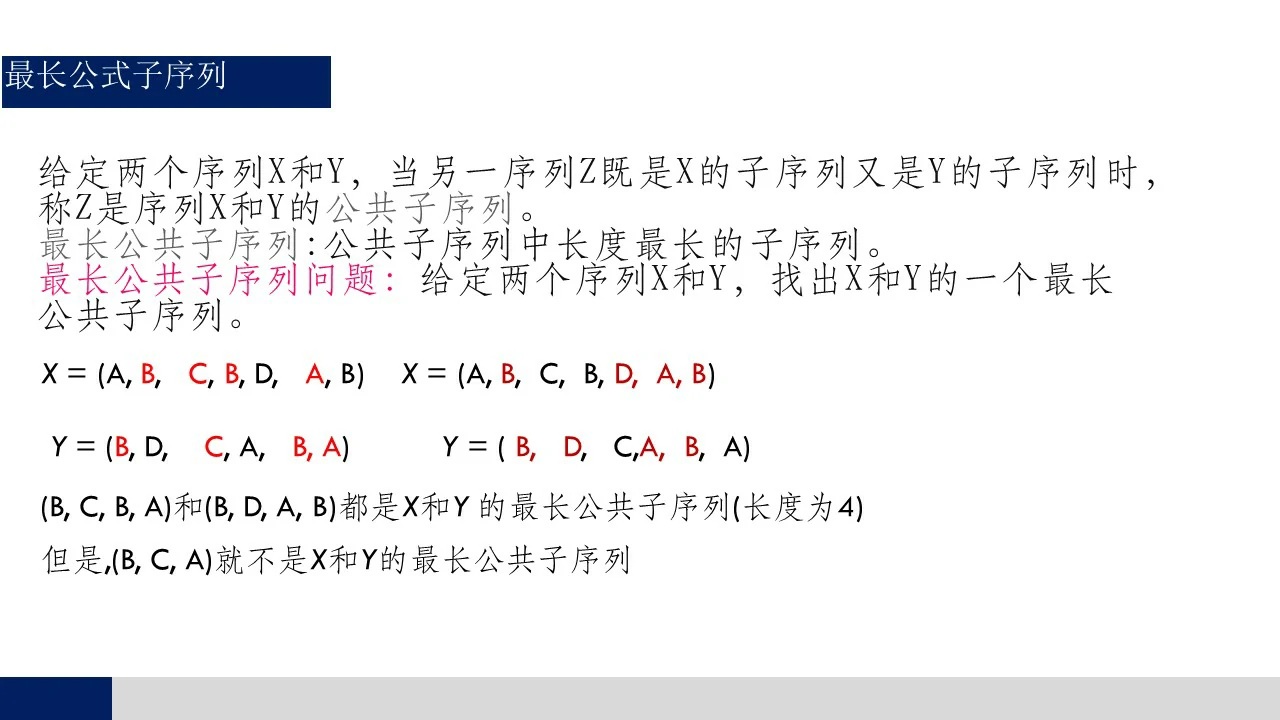 最长公式子序列
给定两个序列X和Y，当另一序列Z既是X的子序列又是Y的子序列时，
称Z是序列X和Y的公共子序列。
最长公共子序列:公共子序列中长度最长的子序列。
最长公共子序列问题：给定两个序列X和Y，找出X和Y的一个最长
公共子序列。
X = (A, B, C, B, D, A, B) X = (A, B, C, B, D, A, B)
Y = (B, D, C, A, B, A) Y = ( B, D, C,A, B, A)
(B, C, B, A)和(B, D, A, B)都是X和Y 的最长公共子序列(长度为4)
但是,(B, C, A)就不是X和Y的最长公共子序列